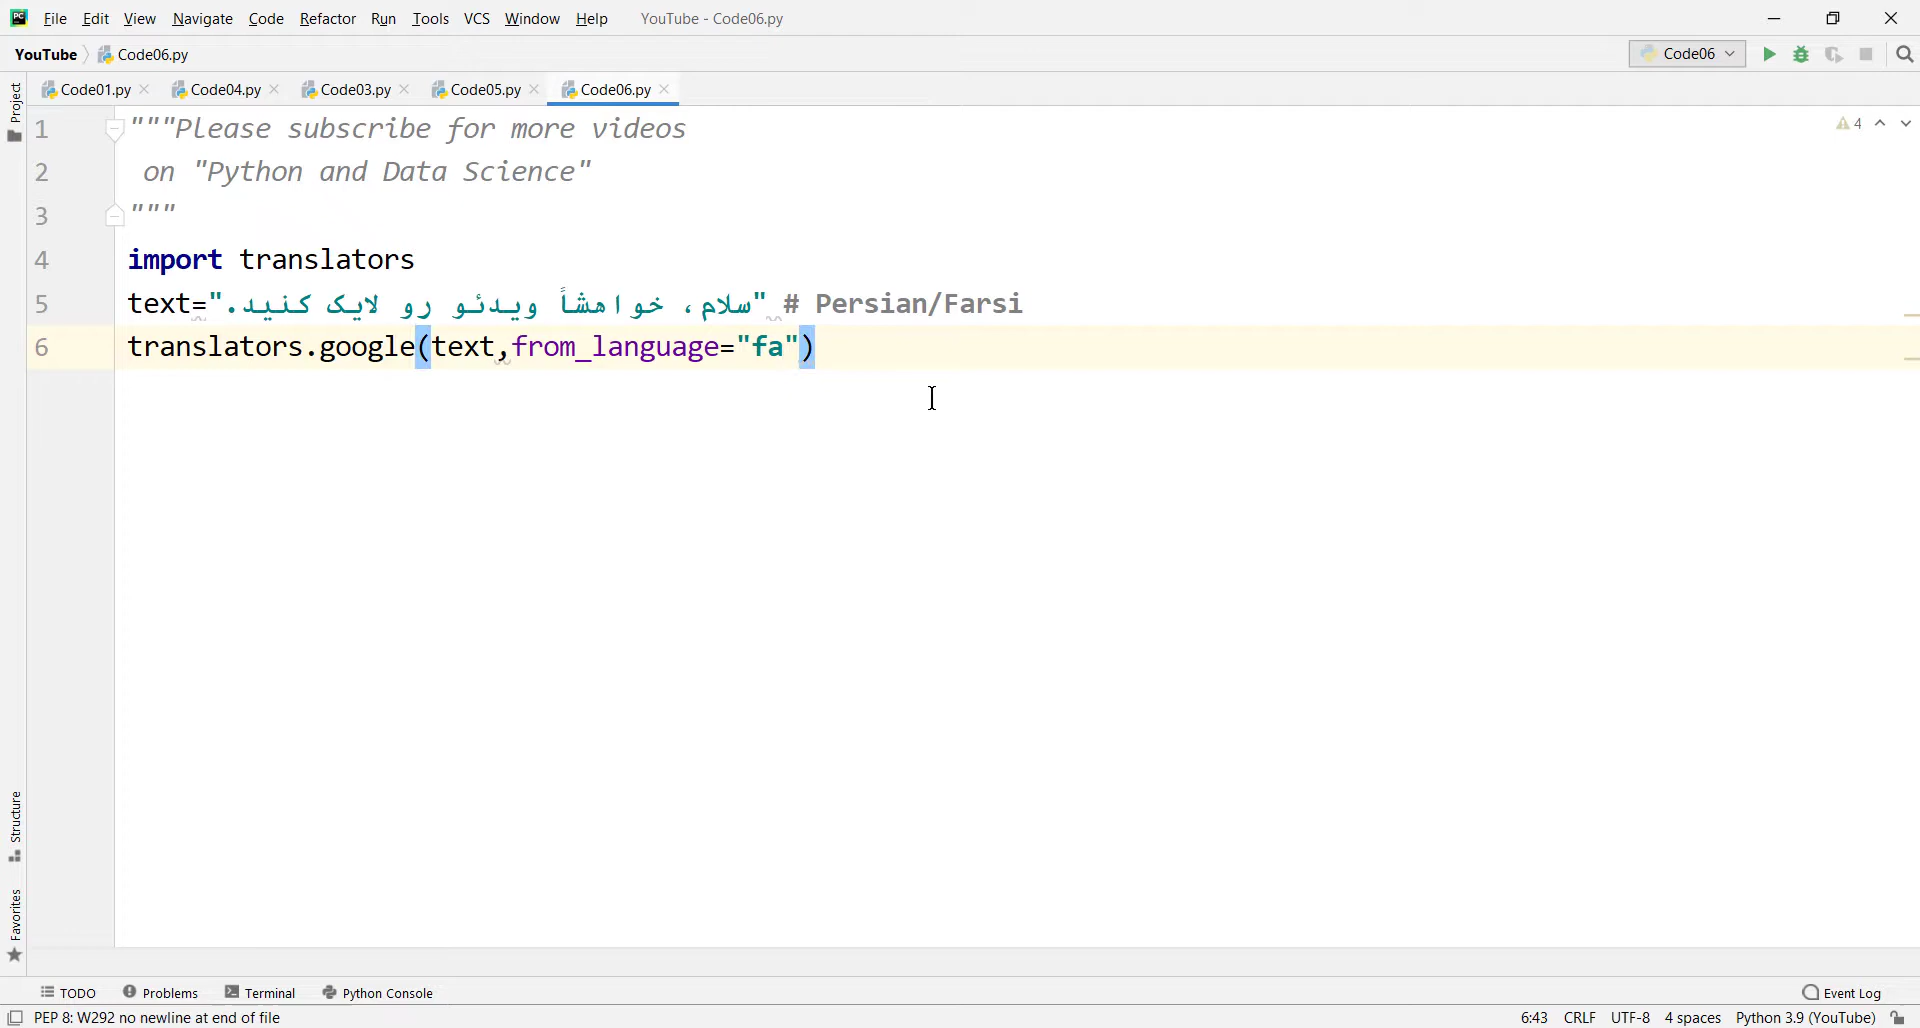 File Edit View Navigate Code Refactor Run Tools VCS Window Help YouTube - Code06.py
YouTube Code06.py Code06
Code01.py Code04.py Code03.py Code05.py Code06.py
Project
1 """Please subscribe for more videos
4
2 on "Python and Data Science"
3 """
4 import translators
5 text="سلام، خواهشاً ویدئو رو لایک کنید." # Persian/Farsi
6 translators.google(text,from_language="fa")
Structure
Favorites
TODO Problems Terminal Python Console Event Log
PEP 8: W292 no newline at end of file 6:43 CRLF UTF-8 4 spaces Python 3.9 (YouTube)